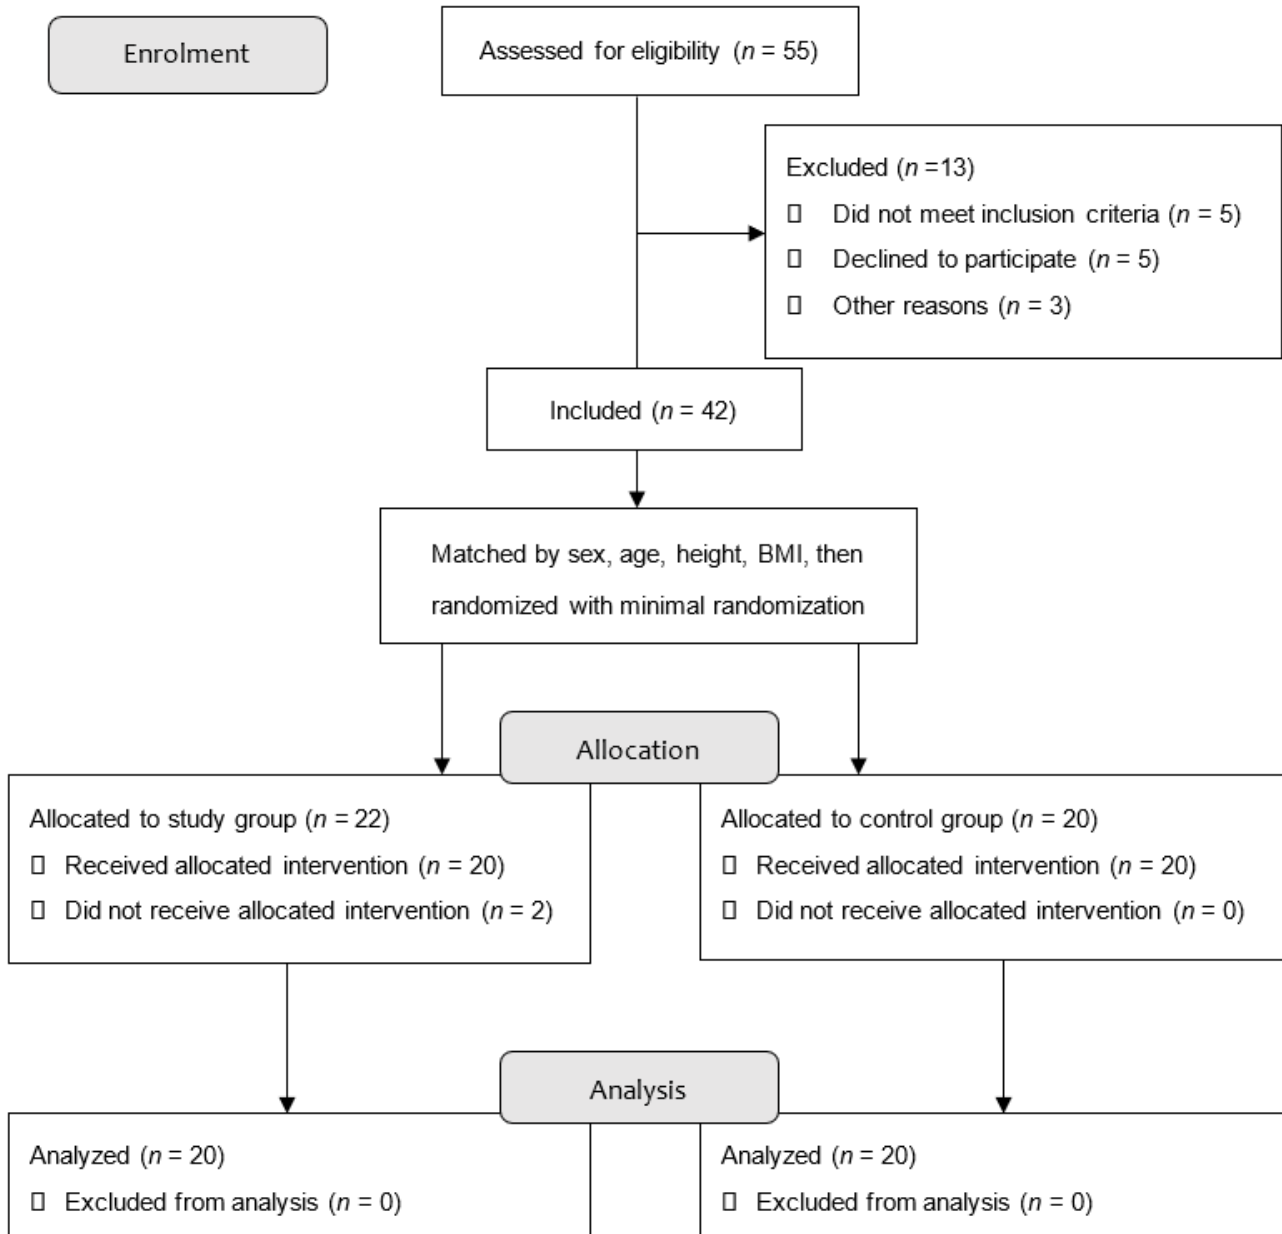 Enrolment
Assessed for eligibility (n = 55)
Excluded (n =13)
▯ Did not meet inclusion criteria (n = 5)
▯ Declined to participate (n = 5)
▯ Other reasons (n = 3)
Included (n = 42)
Matched by sex, age, height, BMI, then
randomized with minimal randomization
Allocation
Allocated to study group (n = 22)
▯ Received allocated intervention (n = 20)
▯ Did not receive allocated intervention (n = 2)
Allocated to control group (n = 20)
▯ Received allocated intervention (n = 20)
▯ Did not receive allocated intervention (n = 0)
Analysis
Analyzed (n = 20)
▯ Excluded from analysis (n = 0)
Analyzed (n = 20)
▯ Excluded from analysis (n = 0)